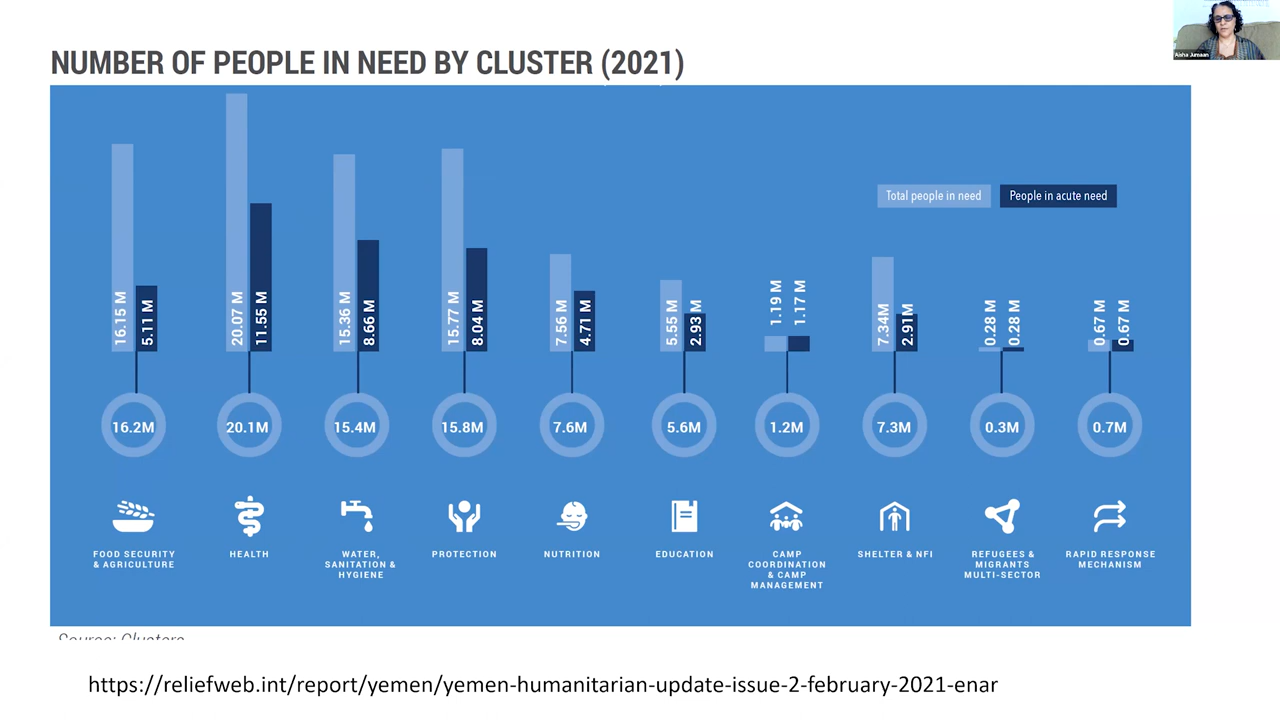 Aisha Jumaan
NUMBER OF PEOPLE IN NEED BY CLUSTER (2021)
Total people in need
People in acute need
16.15 M
5.11 M
20.07 M
11.55 M
15.36 M
8.66 M
15.77 M
8.04 M
7.56 M
4.71 M
5.55 M
2.93 M
1.19 M
1.17 M
7.34M
2.91M
0.28 M
0.28 M
0.67 M
0.67 M
16.2M
20.1M
15.4M
15.8M
7.6M
5.6M
1.2M
7.3M
0.3M
0.7M
FOOD SECURITY
& AGRICULTURE
HEALTH
WATER,
SANITATION &
HYGIENE
PROTECTION
NUTRITION
EDUCATION
CAMP
COORDINATION
& CAMP
MANAGEMENT
SHELTER & NFI
REFUGEES &
MIGRANTS
MULTI-SECTOR
RAPID RESPONSE
MECHANISM
Source: Clusters
https://reliefweb.int/report/yemen/yemen-humanitarian-update-issue-2-february-2021-enar